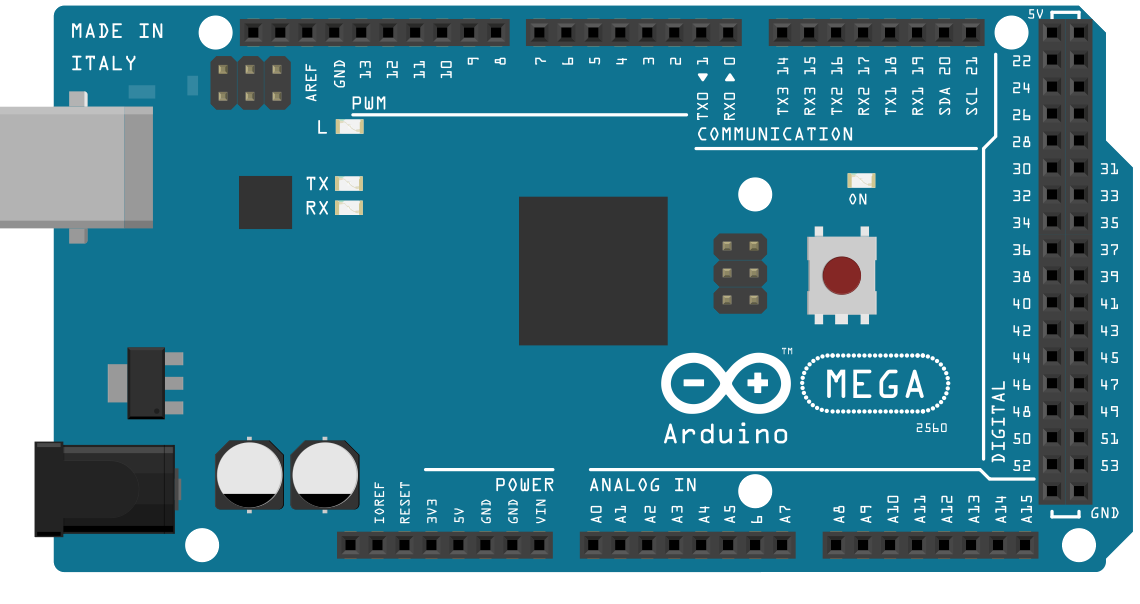 MADE IN
ITALY
AREF
GND
13
12
11
10
9
8
7
6
5
4
3
2
TX0 1
RX0 0
TX3 14
RX3 15
TX2 16
RX2 17
TX1 18
RX1 19
SDA 20
SCL 21
5V
PWM
COMMUNICATION
L
TX
RX
ON
22
24
26
28
30 31
32 33
34 35
36 37
38 39
40 41
42 43
44 45
46 47
48 49
50 51
52 53
GND
DIGITAL
TM
MEGA
2560
Arduino
POWER
ANALOG IN
IOREF
RESET
3V3
5V
GND
GND
VIN
A0
A1
A2
A3
A4
A5
6
A7
A8
A9
A10
A11
A12
A13
A14
A15